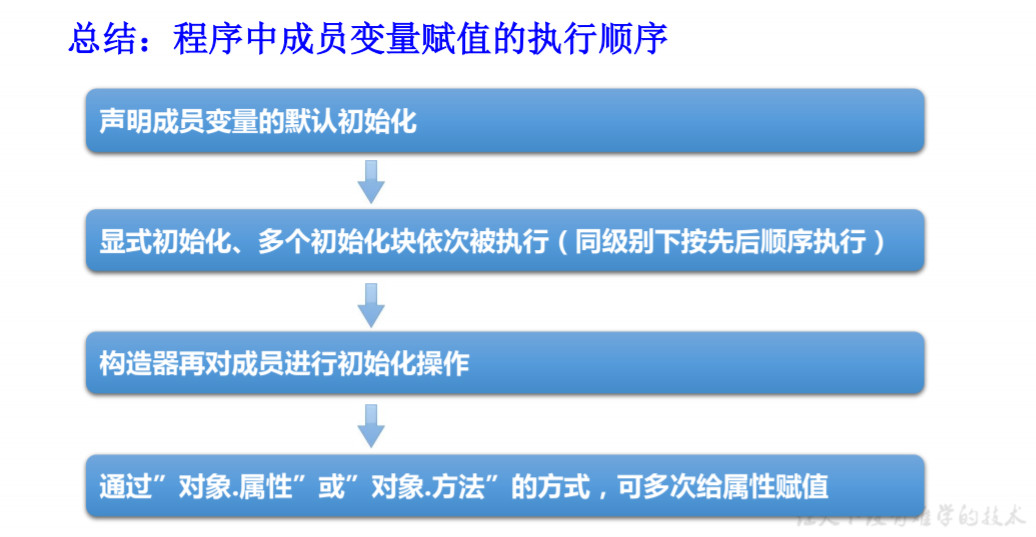 总结：程序中成员变量赋值的执行顺序
声明成员变量的默认初始化
显式初始化、多个初始化块依次被执行（同级别下按先后顺序执行）
构造器再对成员进行初始化操作
通过”对象.属性”或”对象.方法”的方式，可多次给属性赋值
学的技术